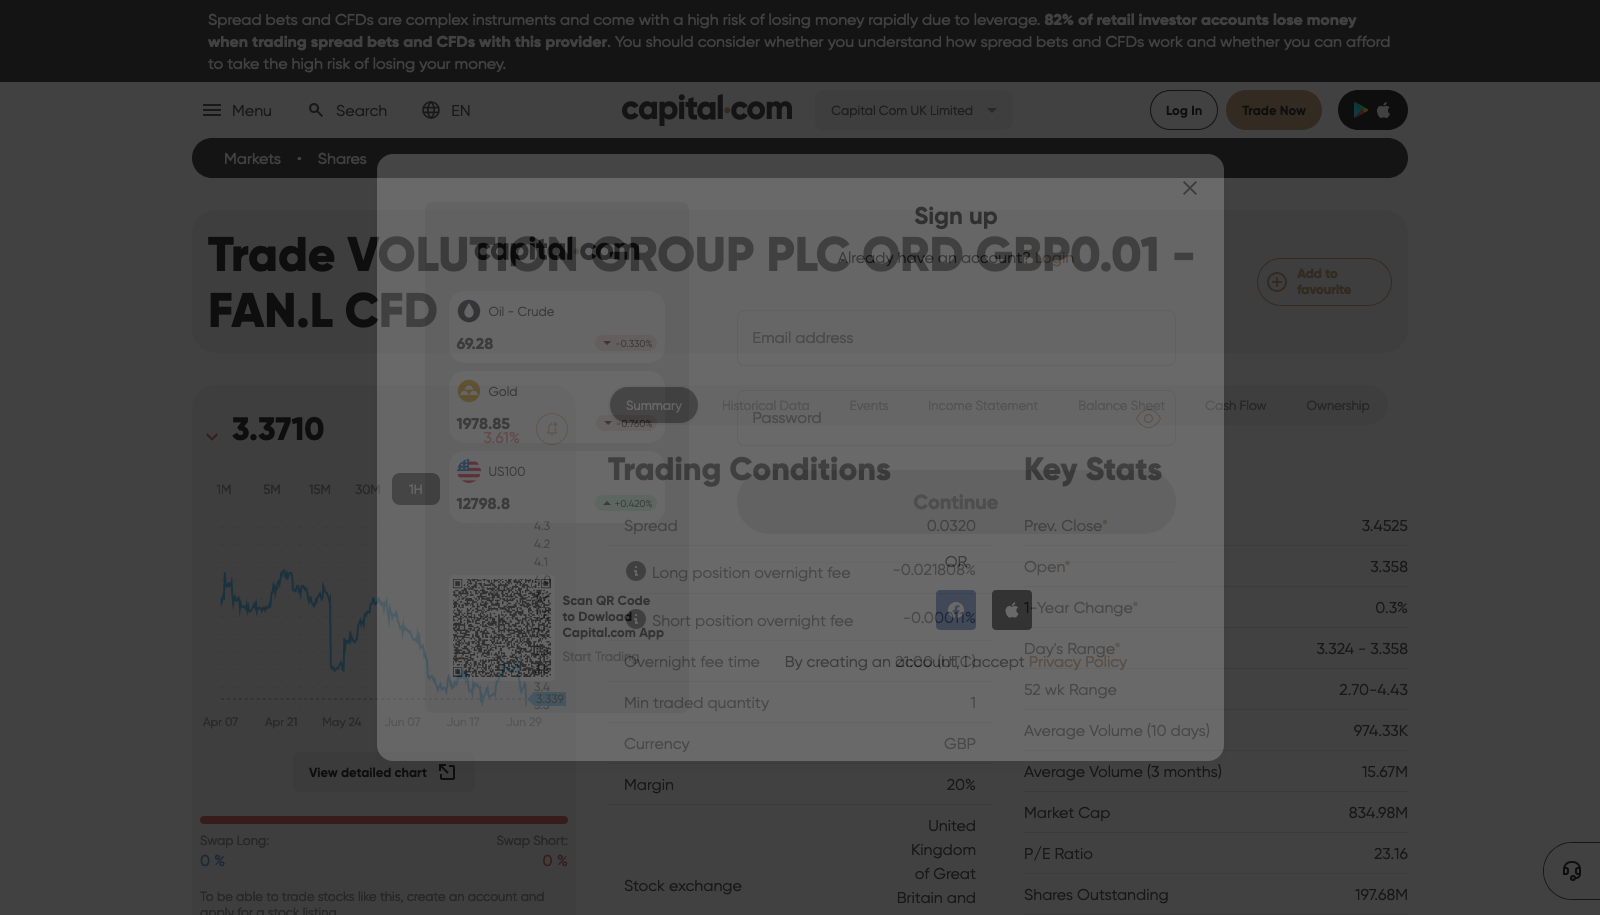 Spread bets and CFDs are complex instruments and come with a high risk of losing money rapidly due to leverage. 82% of retail investor accounts lose money
when trading spread bets and CFDs with this provider. You should consider whether you understand how spread bets and CFDs work and whether you can afford
to take the high risk of losing your money.
Menu
Search
EN
capital.com
Capital Com UK Limited
Log In
Trade Now
Markets • Shares
Trade VOLUTION GROUP PLC ORD GBP0.01 -
FAN.L CFD
Add to
favourite
Sign up
Already have an account? Login
capital.com
Oil - Crude
69.28
-0.330%
Gold
1978.85
-0.760%
US100
12798.8
+0.420%
Email address
Password
Continue
OR
Scan QR Code
to Dowload
Capital.com App
Start Trading
By creating an account, I accept Privacy Policy
3.3710
3.61%
1M
5M
15M
30M
1H
4.3
4.2
4.1
3.4
3.339
Apr 07
Apr 21
May 24
Jun 07
Jun 17
Jun 29
View detailed chart
Swap Long:
Swap Short:
0 %
0 %
To be able to trade stocks like this, create an account and
apply for a stock listing
Summary
Historical Data
Events
Income Statement
Balance Sheet
Cash Flow
Ownership
Trading Conditions
Spread 0.0320
Long position overnight fee -0.021808%
Short position overnight fee -0.00011%
Overnight fee time 21:00 (UTC)
Min traded quantity 1
Currency GBP
Margin 20%
Stock exchange
United
Kingdom
of Great
Britain and
Key Stats
Prev. Close* 3.4525
Open* 3.358
1-Year Change* 0.3%
Day's Range* 3.324 - 3.358
52 wk Range 2.70-4.43
Average Volume (10 days) 974.33K
Average Volume (3 months) 15.67M
Market Cap 834.98M
P/E Ratio 23.16
Shares Outstanding 197.68M